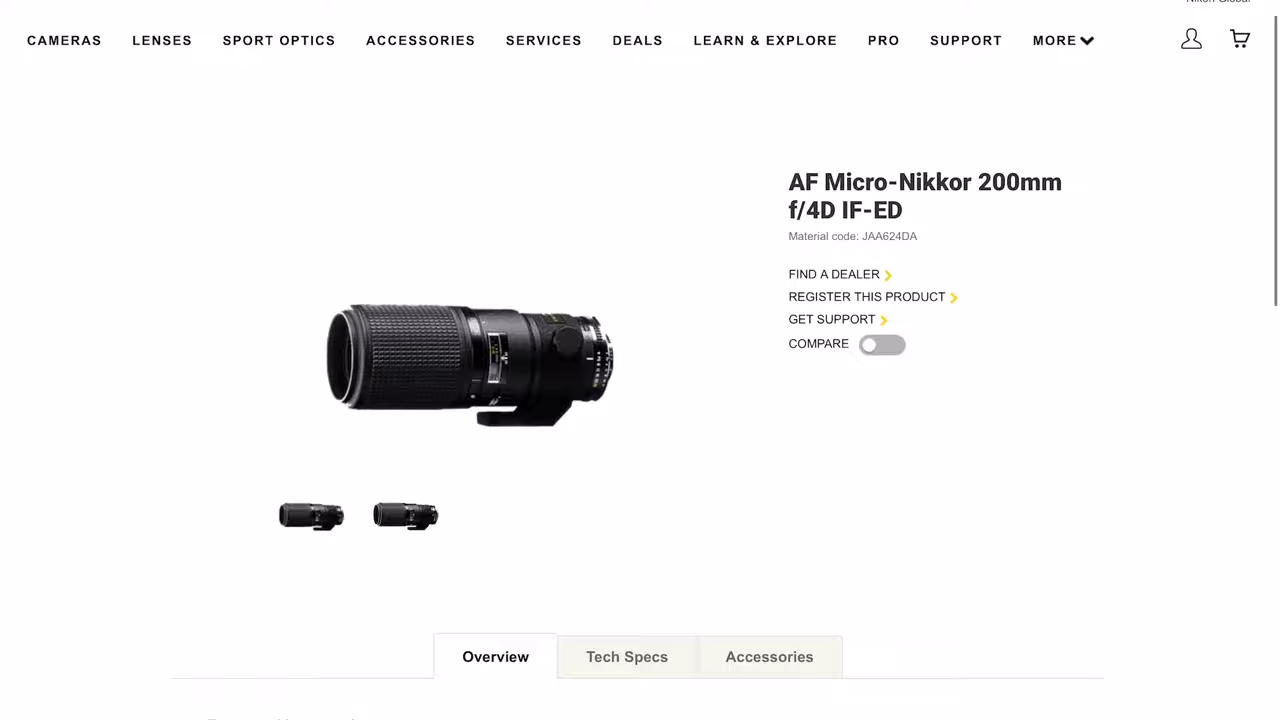 CAMERAS LENSES SPORT OPTICS ACCESSORIES SERVICES DEALS LEARN & EXPLORE PRO SUPPORT MORE
AF Micro-Nikkor 200mm
f/4D IF-ED
Material code: JAA624DA
FIND A DEALER
REGISTER THIS PRODUCT
GET SUPPORT
COMPARE
Overview Tech Specs Accessories